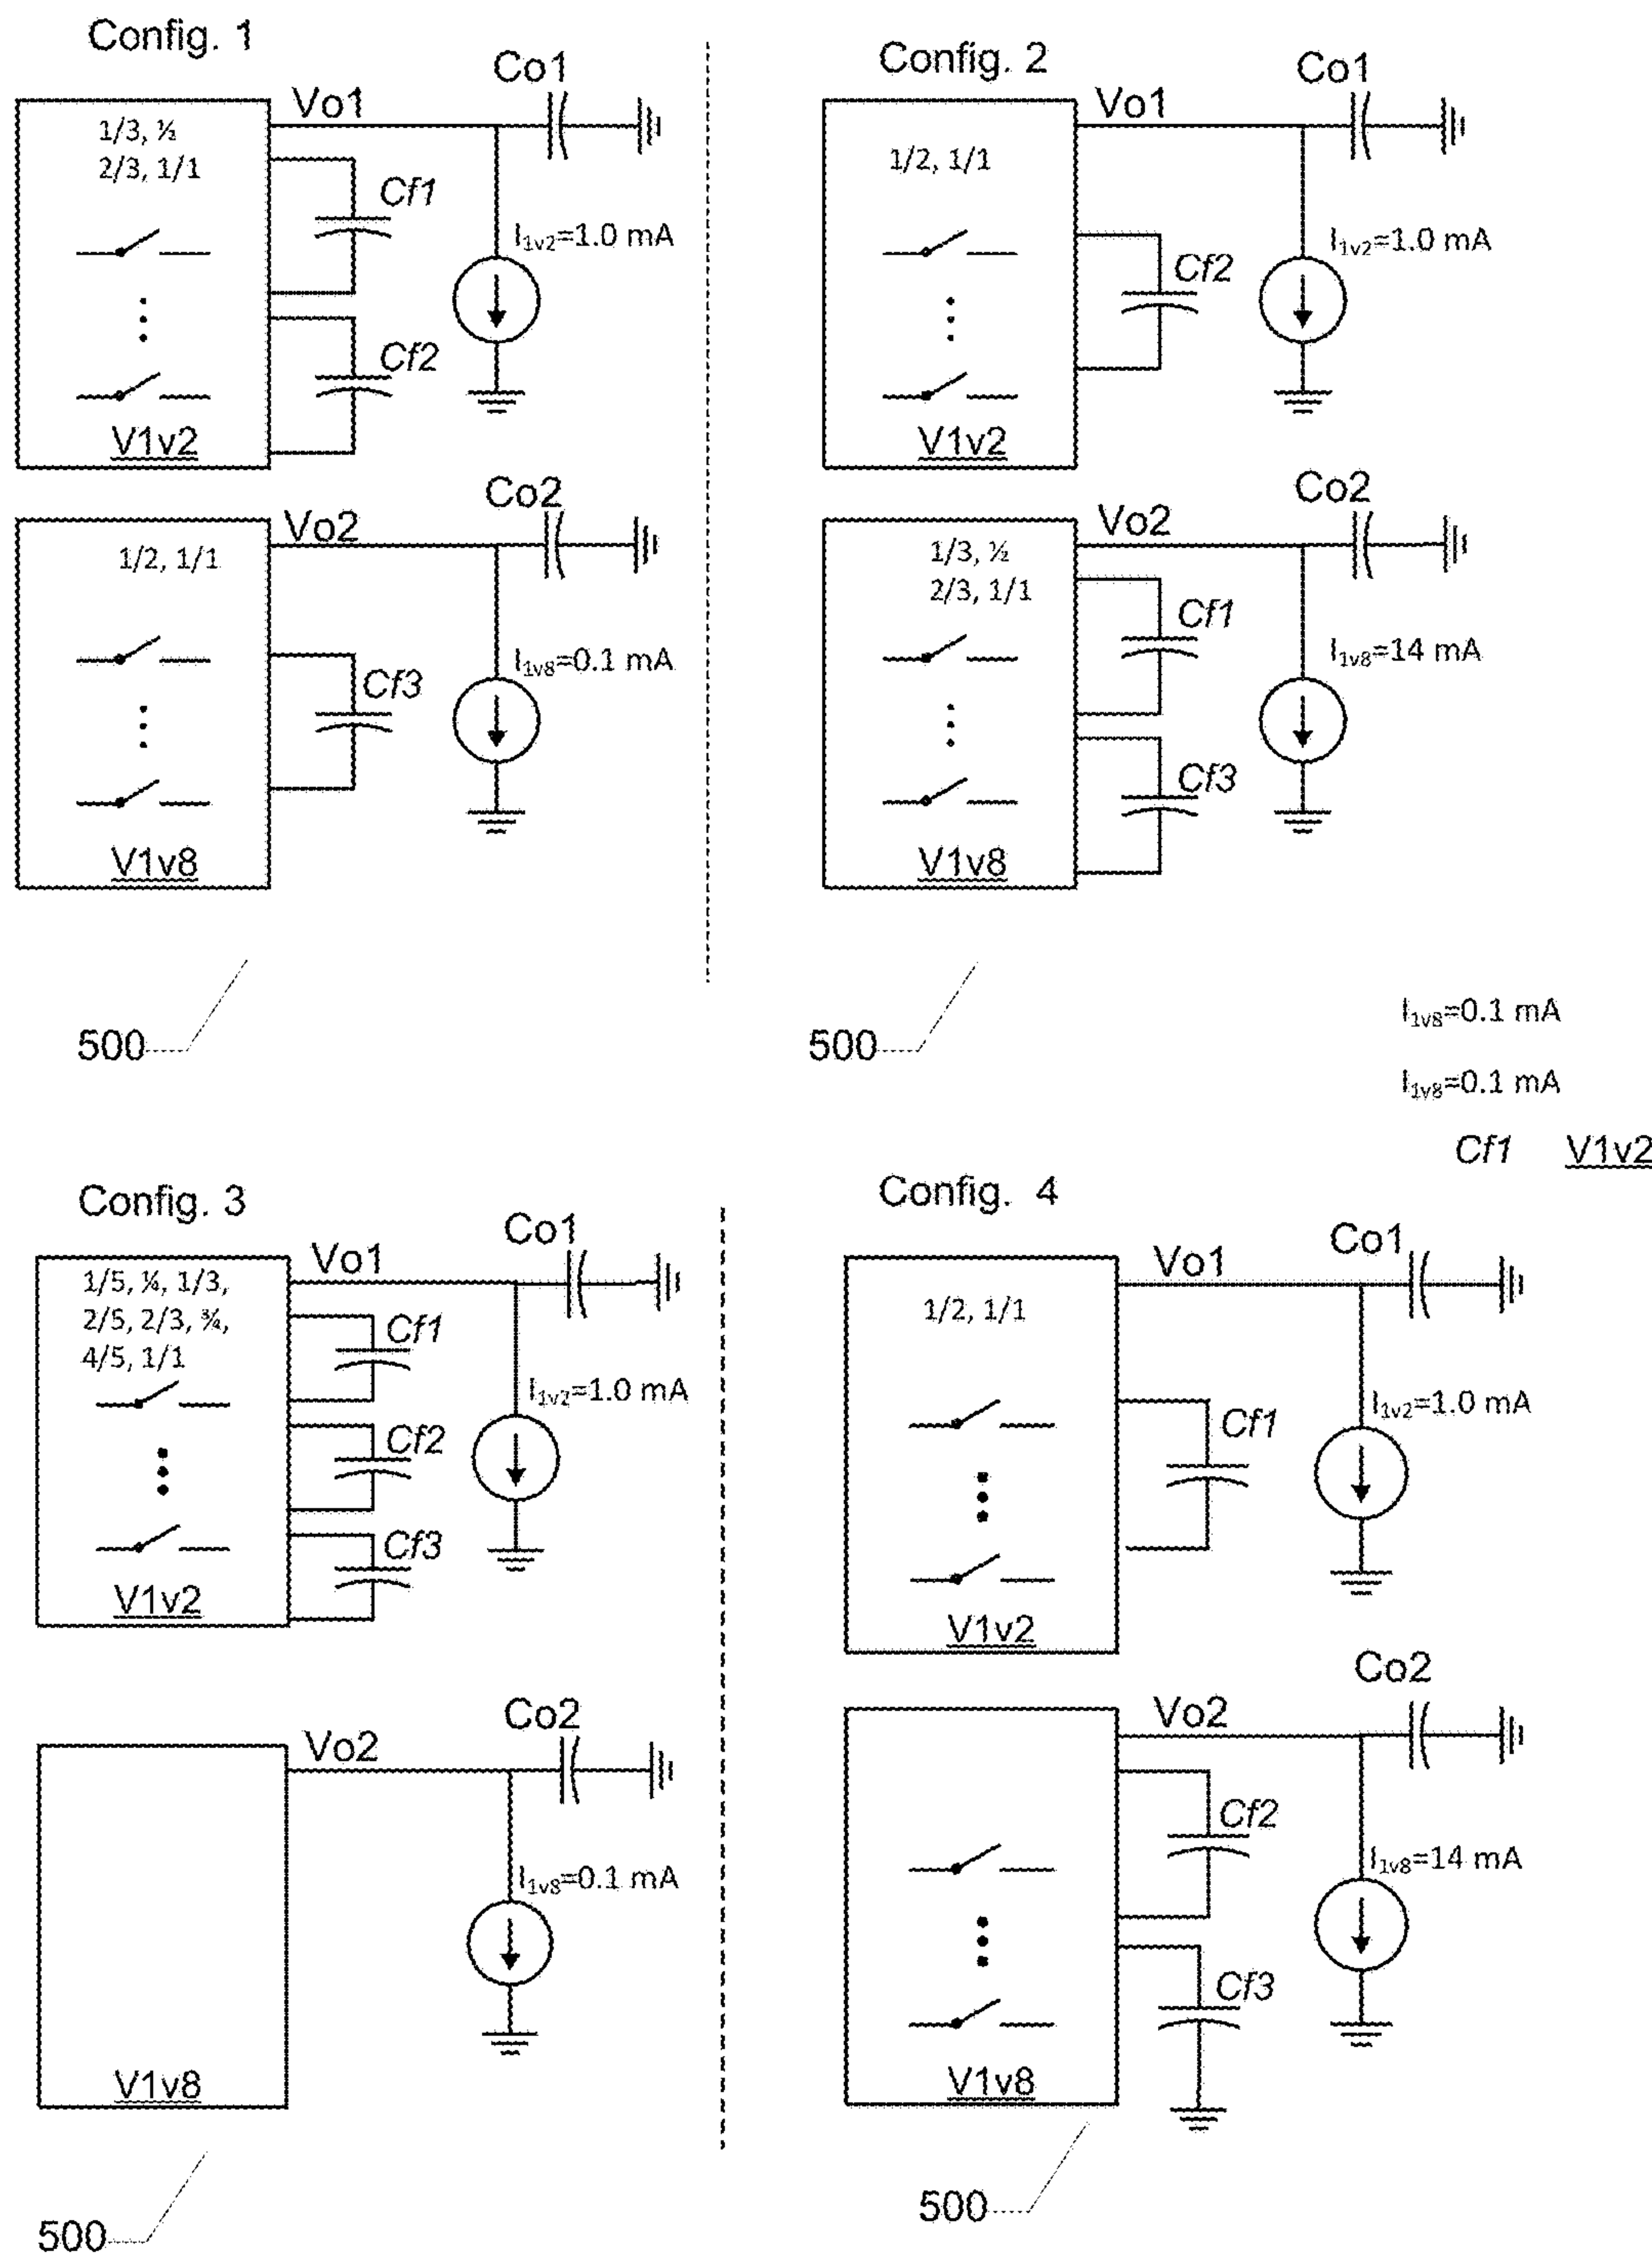 Config. 1
Co1
Vo1
1/3, ½
2/3, 1/1
Cf1
I1v2=1.0 mA
Cf2
V1v2
Co2
Vo2
1/2, 1/1
I1v8=0.1 mA
Cf3
V1v8
500
Config. 2
Co1
Vo1
1/2, 1/1
I1v2=1.0 mA
Cf2
V1v2
Co2
Vo2
1/3, ½
2/3, 1/1
Cf1
I1v8=14 mA
Cf3
V1v8
500
I1v8=0.1 mA
I1v8=0.1 mA
Cf1 V1v2
Config. 3
Co1
Vo1
1/5, ¼, 1/3,
2/5, 2/3, ¾,
4/5, 1/1
Cf1
I1v2=1.0 mA
Cf2
Cf3
V1v2
Co2
Vo2
I1v8=0.1 mA
V1v8
500
Config. 4
Co1
Vo1
1/2, 1/1
I1v2=1.0 mA
Cf1
V1v2
Co2
Vo2
Cf2
I1v8=14 mA
Cf3
V1v8
500